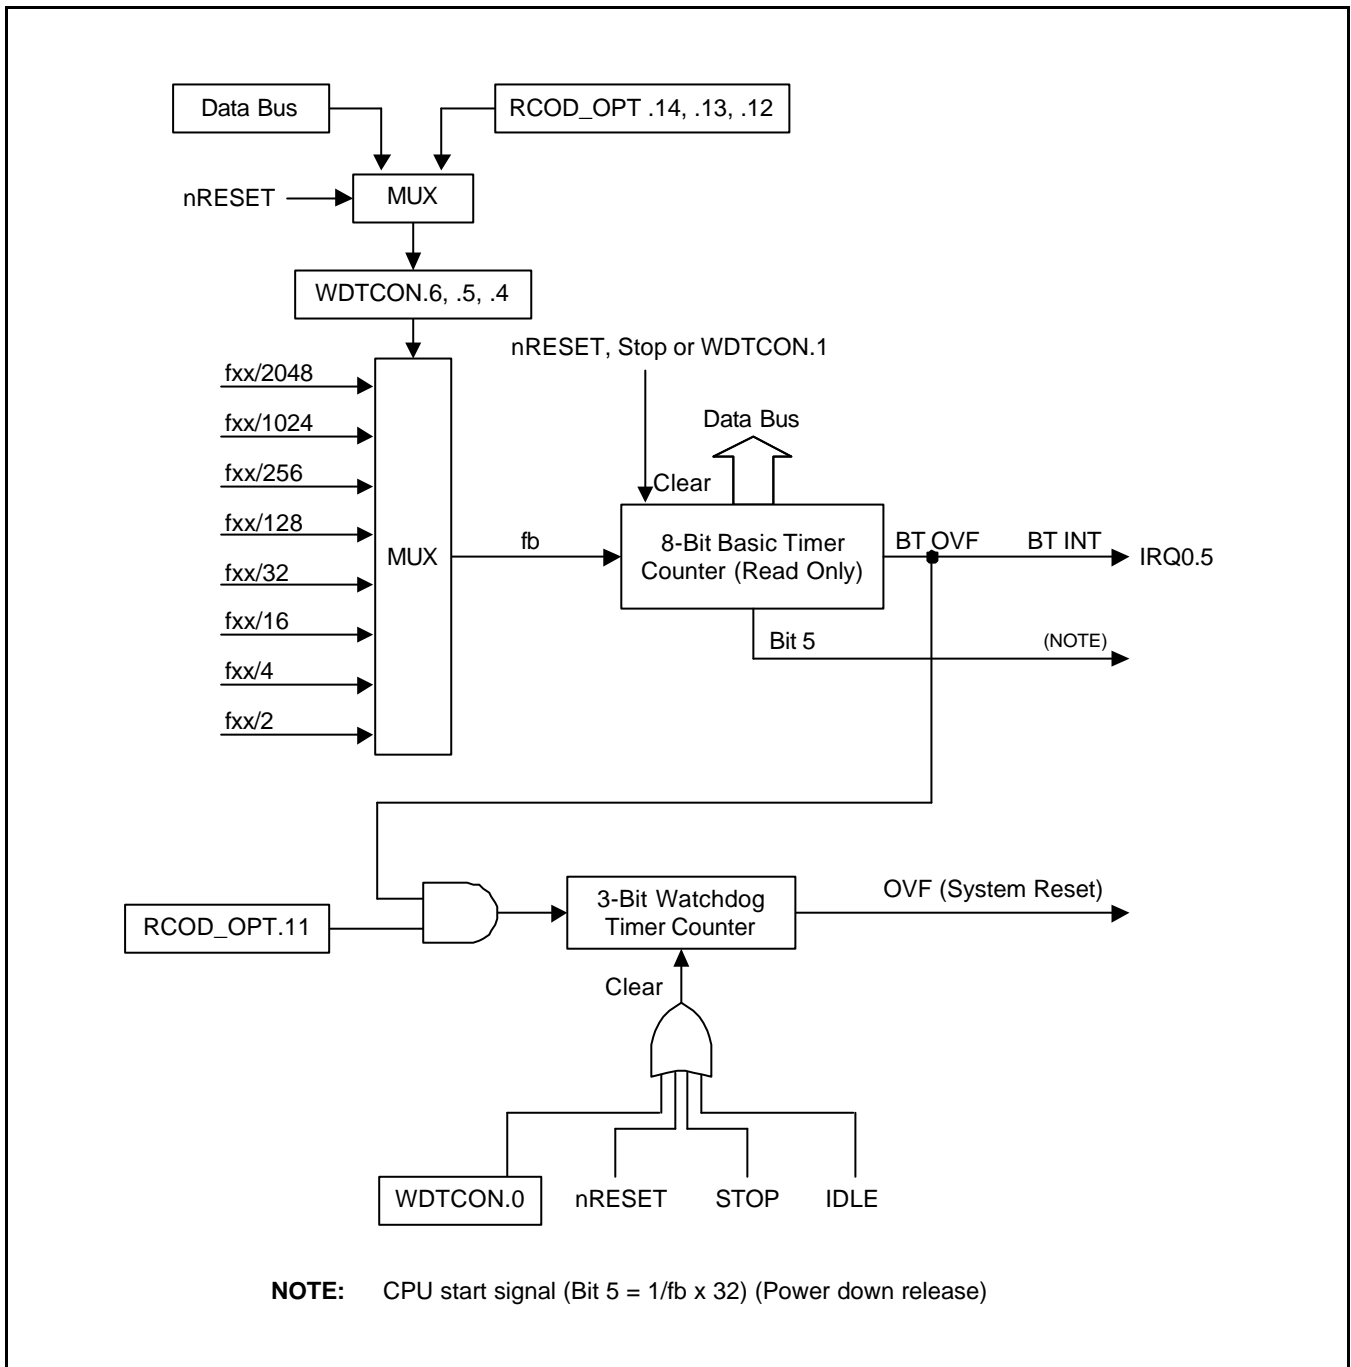 Data Bus
RCOD_OPT .14, .13, .12
nRESET
MUX
WDTCON.6, .5, .4
nRESET, Stop or WDTCON.1
fxx/2048
fxx/1024
fxx/256
fxx/128
fxx/32
fxx/16
fxx/4
fxx/2
MUX
fb
Data Bus
Clear
8-Bit Basic Timer
Counter (Read Only)
BT OVF
BT INT
IRQ0.5
Bit 5
(NOTE)
RCOD_OPT.11
3-Bit Watchdog
Timer Counter
OVF (System Reset)
Clear
WDTCON.0
nRESET
STOP
IDLE
NOTE: CPU start signal (Bit 5 = 1/fb x 32) (Power down release)